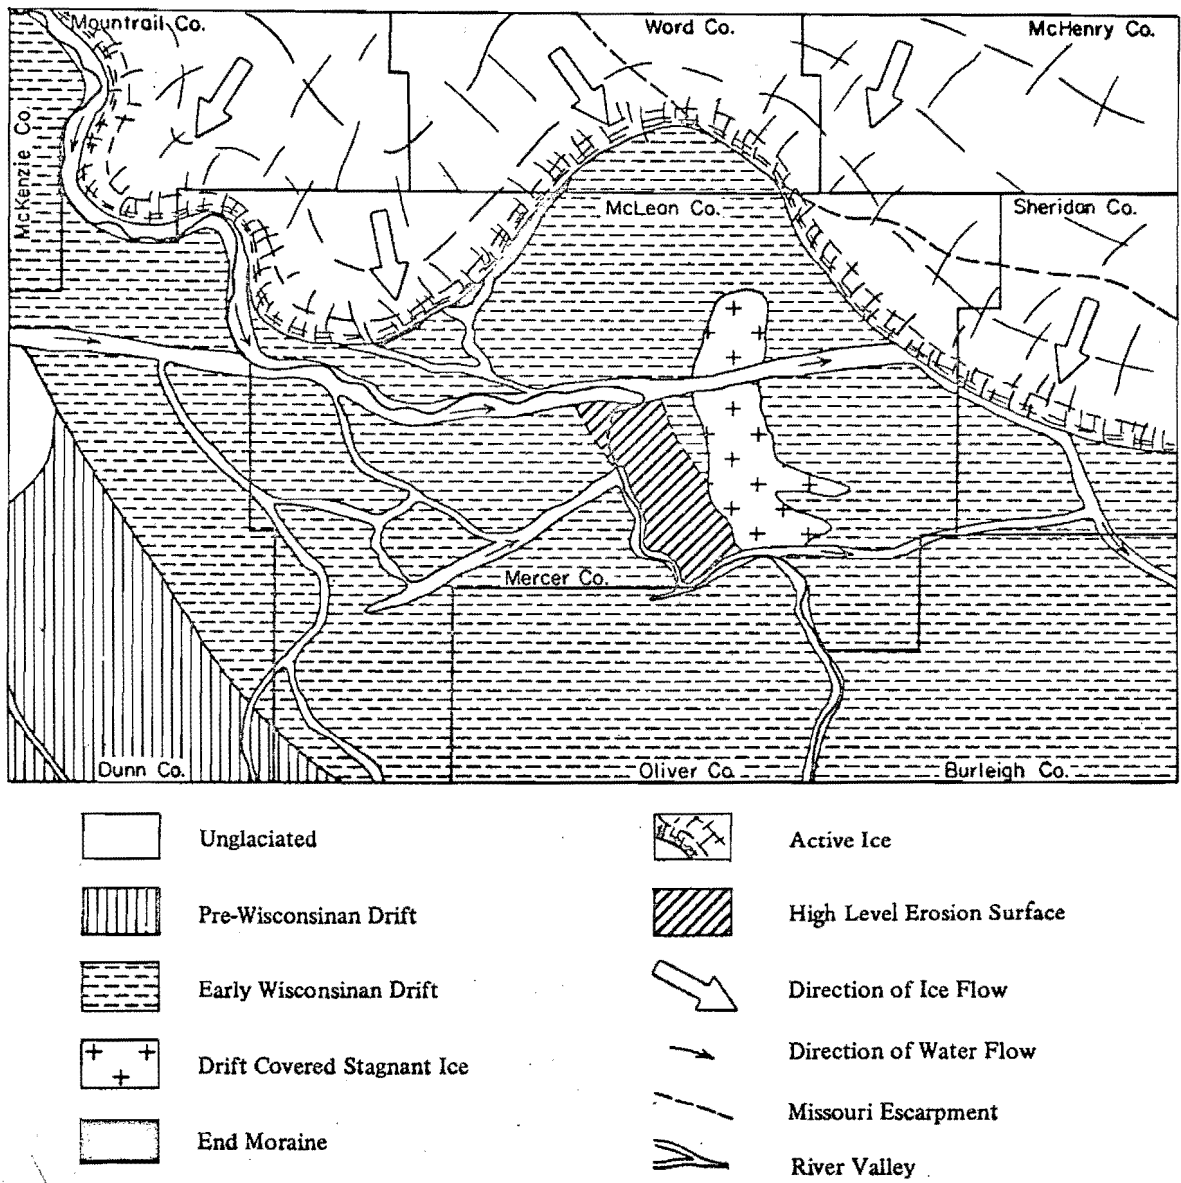 Mountrail Co.
Word Co.
McHenry Co.
McKenzie Co.
McLean Co.
Sheridan Co.
Mercer Co.
Dunn Co.
Oliver Co.
Burleigh Co.
Unglaciated
Active Ice
Pre-Wisconsinan Drift
High Level Erosion Surface
Early Wisconsinan Drift
Direction of Ice Flow
Drift Covered Stagnant Ice
Direction of Water Flow
Missouri Escarpment
End Moraine
River Valley